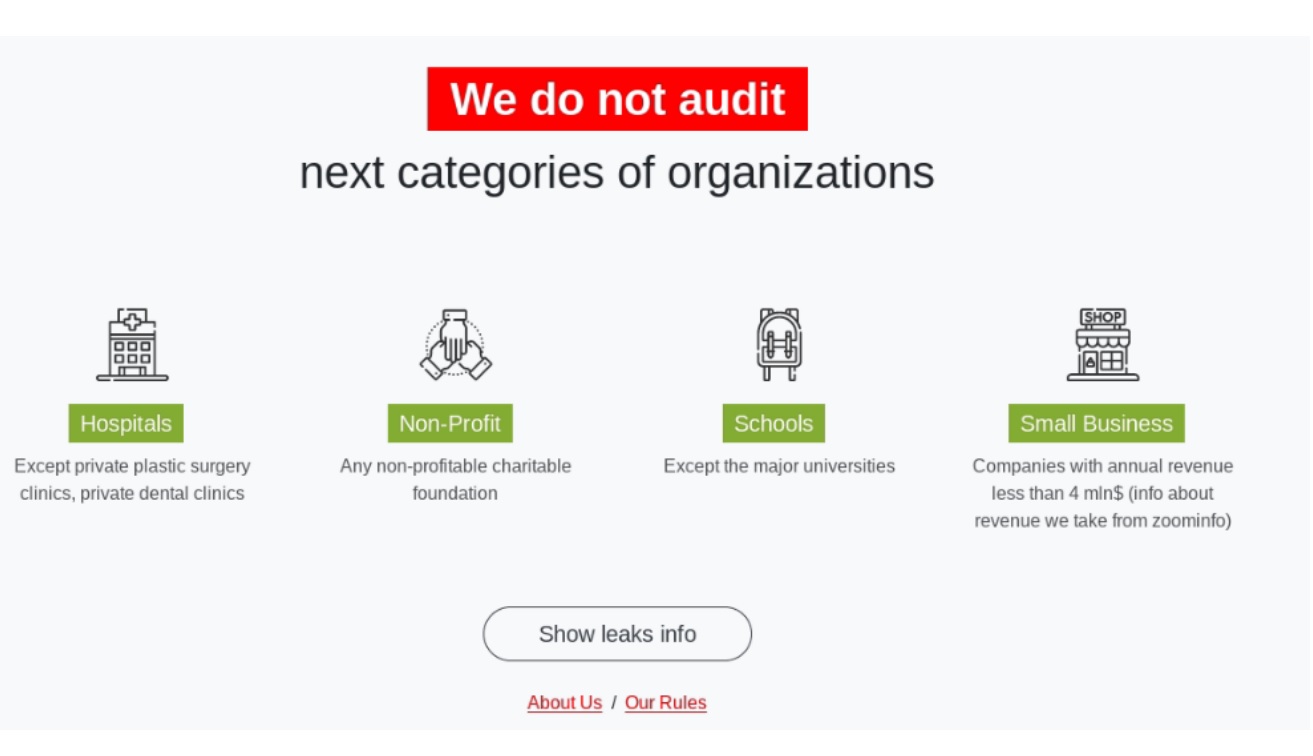 We do not audit
next categories of organizations
SHOP
Hospitals
Except private plastic surgery
clinics, private dental clinics
Non-Profit
Any non-profitable charitable
foundation
Schools
Except the major universities
Small Business
Companies with annual revenue
less than 4 mln$ (info about
revenue we take from zoominfo)
Show leaks info
About Us / Our Rules